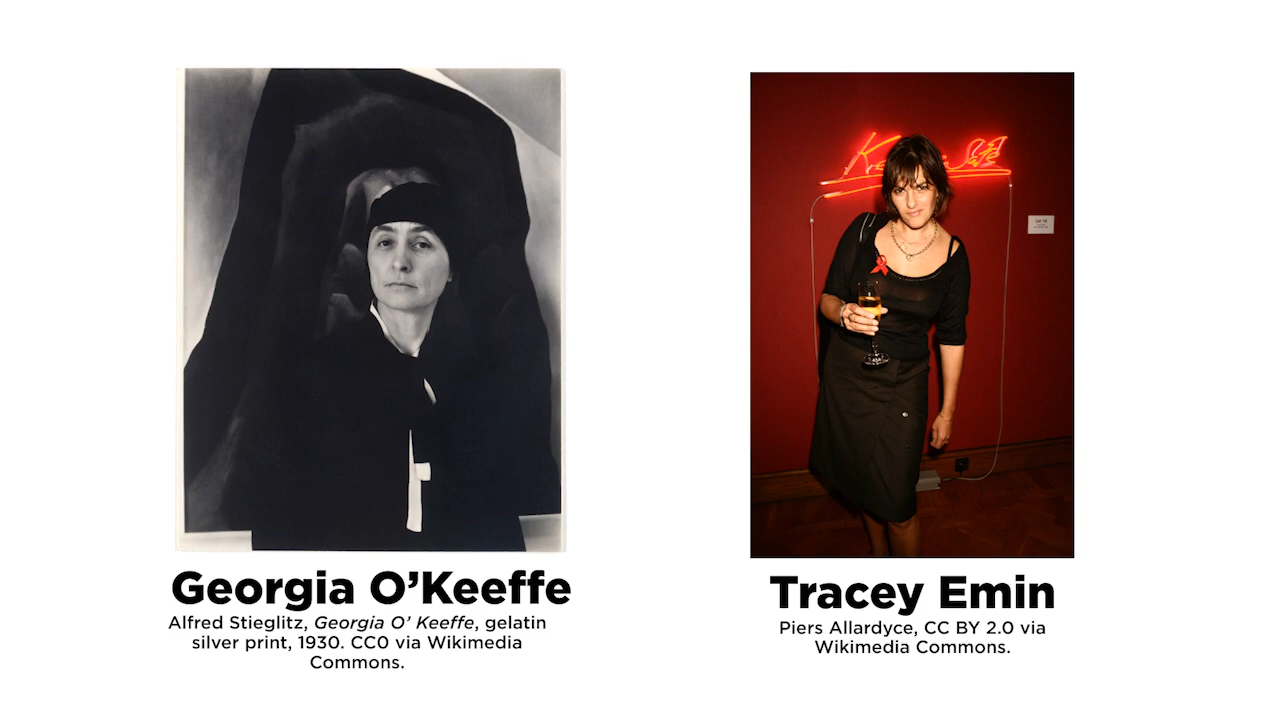 Georgia O’Keeffe
Alfred Stieglitz, Georgia O’ Keeffe, gelatin
silver print, 1930. CC0 via Wikimedia
Commons.
Tracey Emin
Piers Allardyce, CC BY 2.0 via
Wikimedia Commons.